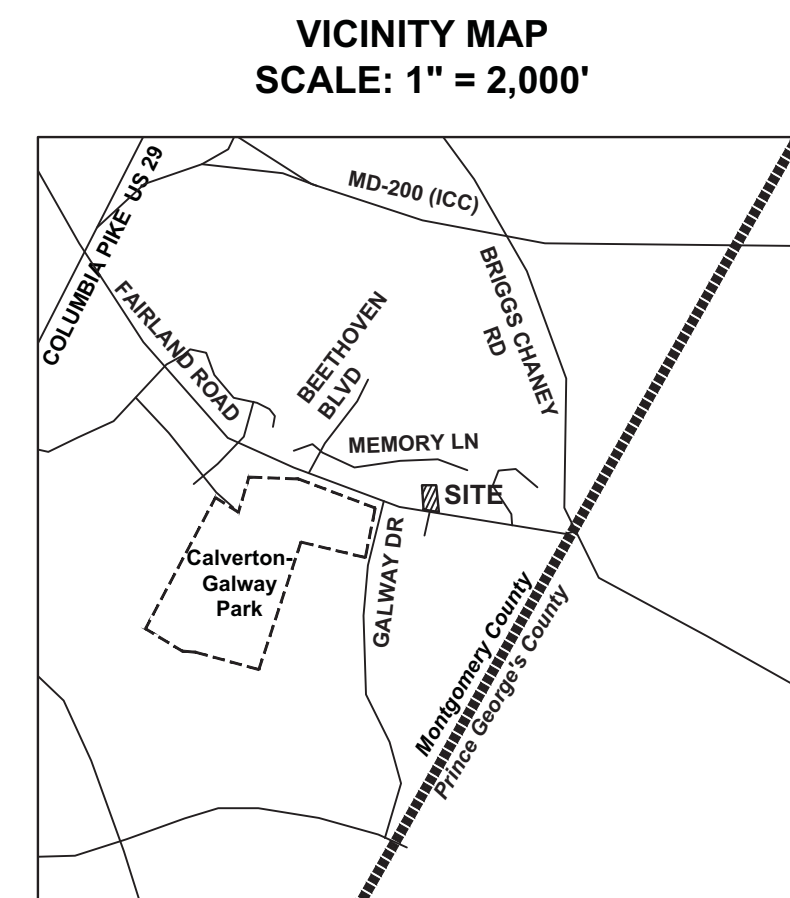 VICINITY MAP
SCALE: 1" = 2,000'
COLUMBIA PIKE US 29
MD-200 (ICC)
BRIGGS CHANEY
RD
FAIRLAND ROAD
BEETHOVEN
BLVD
MEMORY LN
SITE
GALWAY DR
Calverton-
Galway
Park
Montgomery County
Prince George's County